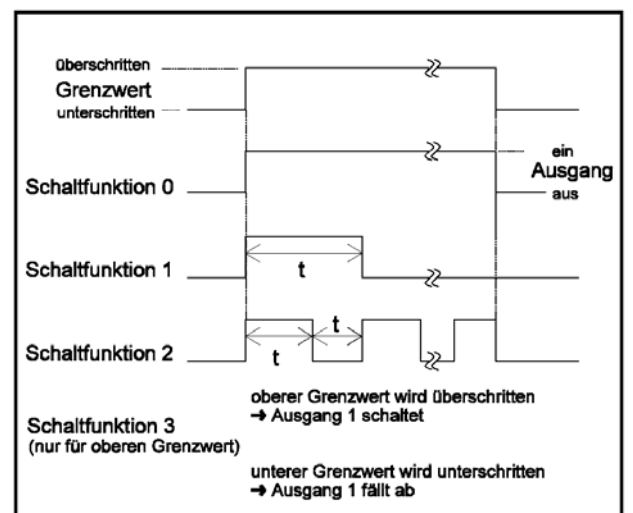 überschritten
Grenzwert
unterschritten
ein
Ausgang
aus
Schaltfunktion 0
Schaltfunktion 1
t
Schaltfunktion 2
t
t
oberer Grenzwert wird überschritten
→ Ausgang 1 schaltet
Schaltfunktion 3
(nur für oberen Grenzwert)
unterer Grenzwert wird unterschritten
→ Ausgang 1 fällt ab